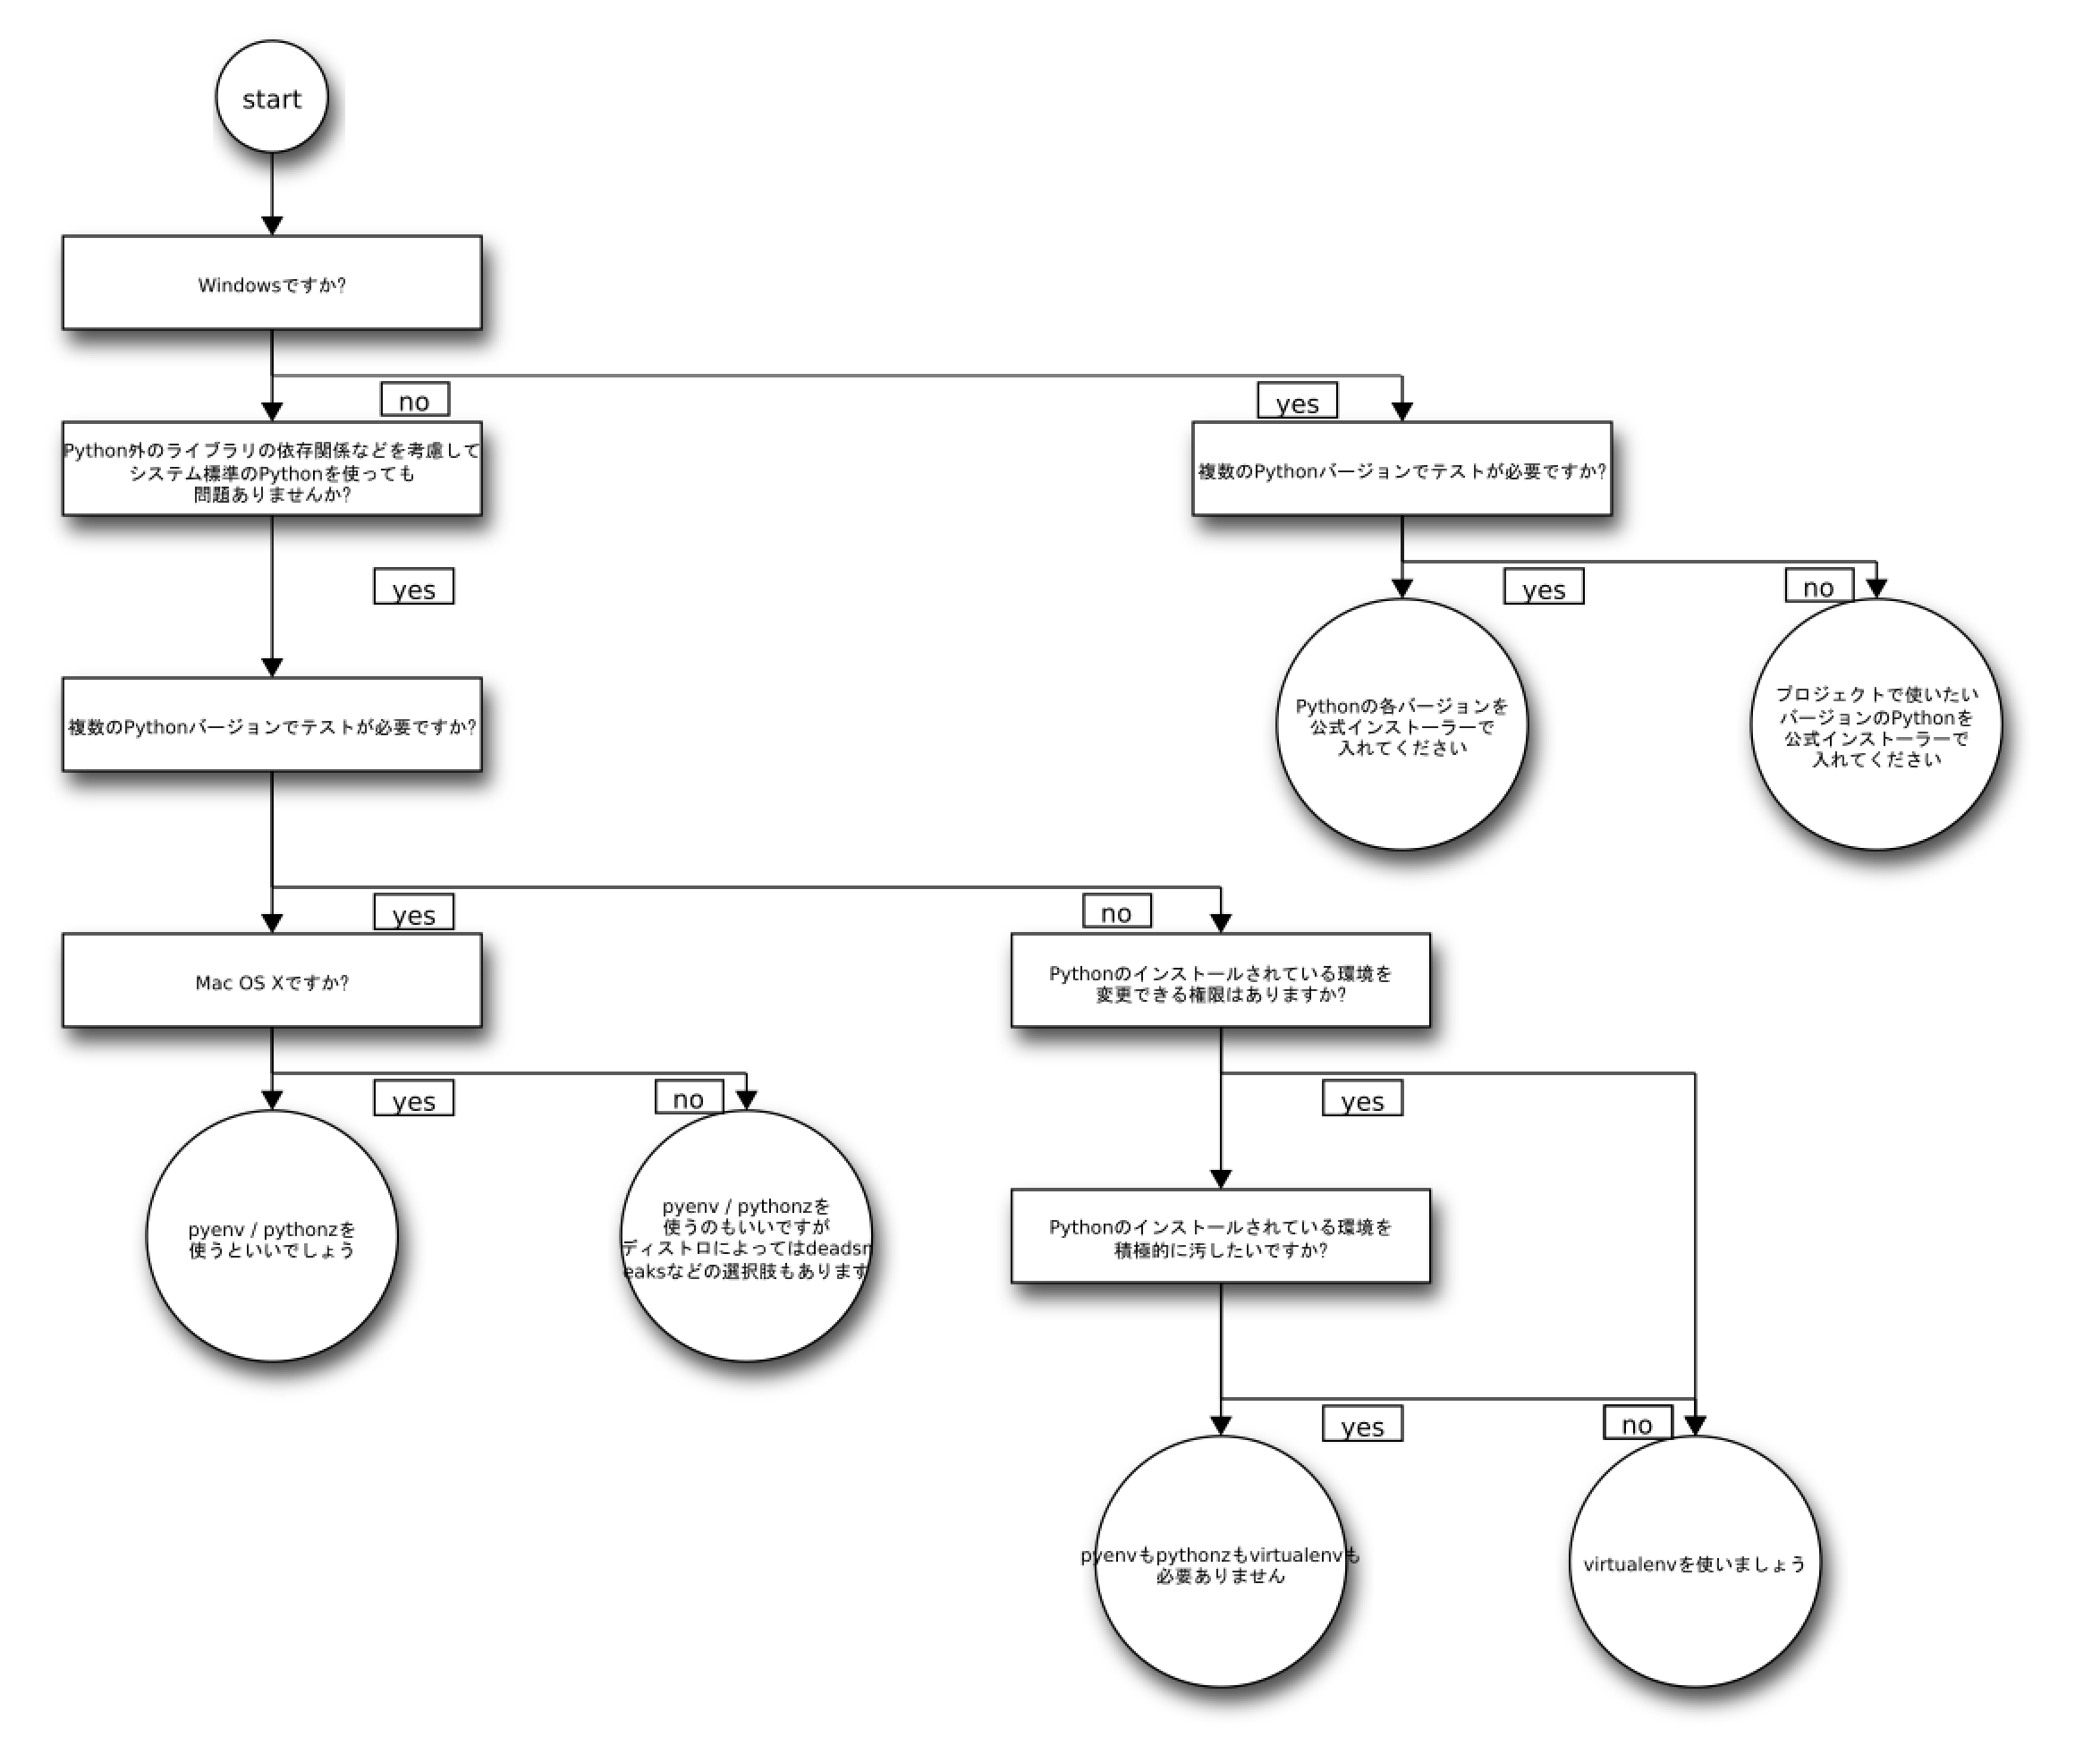 start
Windowsですか?
no
yes
Python外のライブラリの依存関係などを考慮して
システム標準のPythonを使っても
問題ありませんか?
複数のPythonバージョンでテストが必要ですか?
yes
yes
no
複数のPythonバージョンでテストが必要ですか?
Pythonの各バージョンを
公式インストーラーで
入れてください
プロジェクトで使いたい
バージョンのPythonを
公式インストーラーで
入れてください
yes
no
Mac OS Xですか?
Pythonのインストールされている環境を
変更できる権限はありますか?
yes
no
yes
pyenv / pythonzを
使うといいでしょう
pyenv / pythonzを
使うのもいいですが
ディストロによってはdeadsn
eaksなどの選択肢もあります
Pythonのインストールされている環境を
積極的に汚したいですか?
yes
no
pyenvもpythonzもvirtualenvも
必要ありません
virtualenvを使いましょう